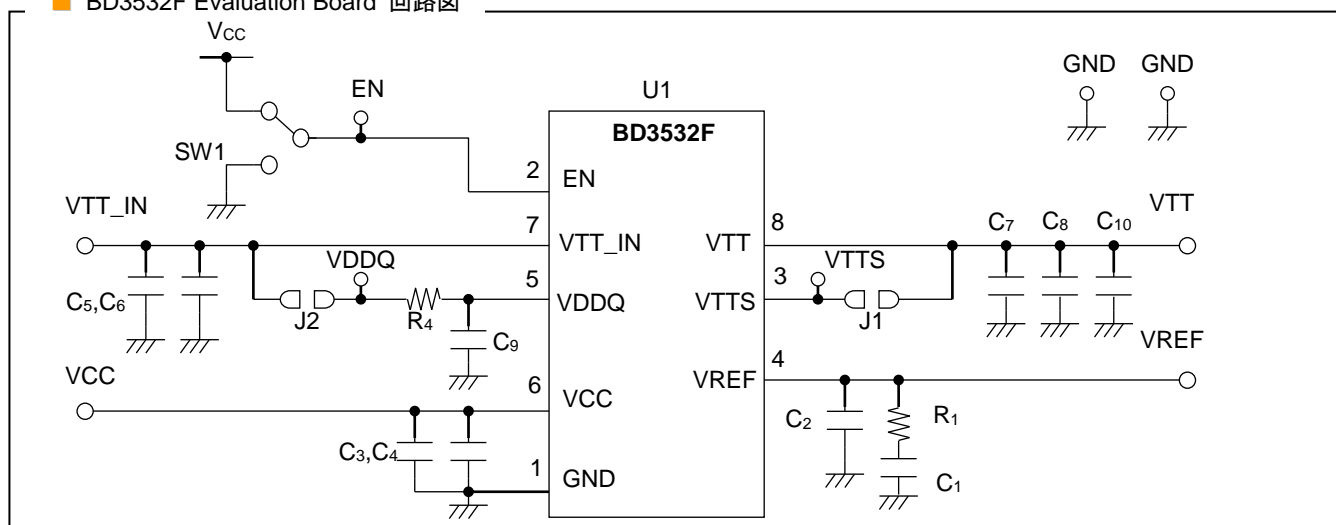 ■ BD3532F Evaluation Board 回路図
VCC
EN
SW1
U1
BD3532F
GND GND
2 EN
VTT_IN
7 VTT_IN
VTT 8
C7 C8 C10
VTT
C5,C6
J2
VDDQ
R4
5 VDDQ
C9
VTTS 3
VTTS
J1
VREF 4
VREF
VCC
6 VCC
C3,C4
1 GND
C2
R1
C1